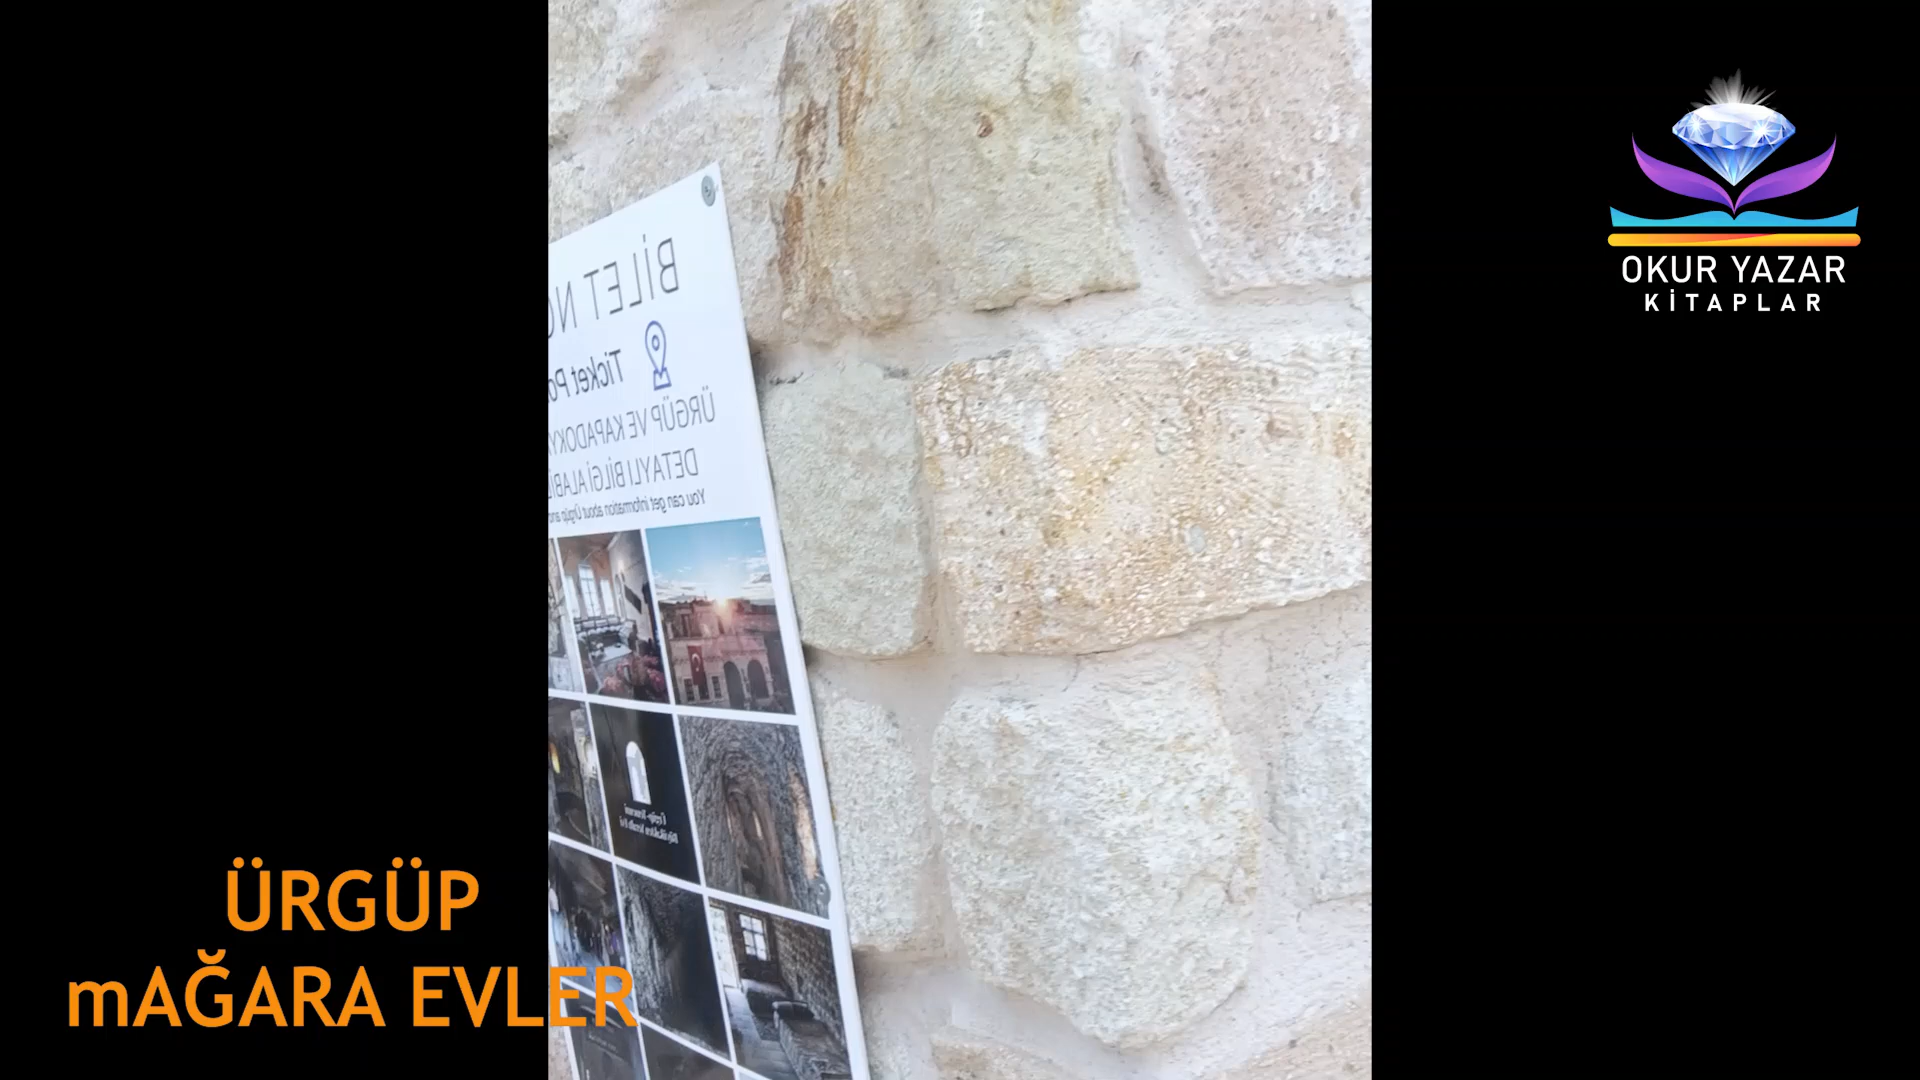 BİLET NO
Ticket Po
ÜRGÜP VE KAPADOKY
DETAYLI BİLGİ ALABİL
You can get information about Ürgüp and
OKUR YAZAR
KİTAPLAR
ÜRGÜP
mAĞARA EVLER